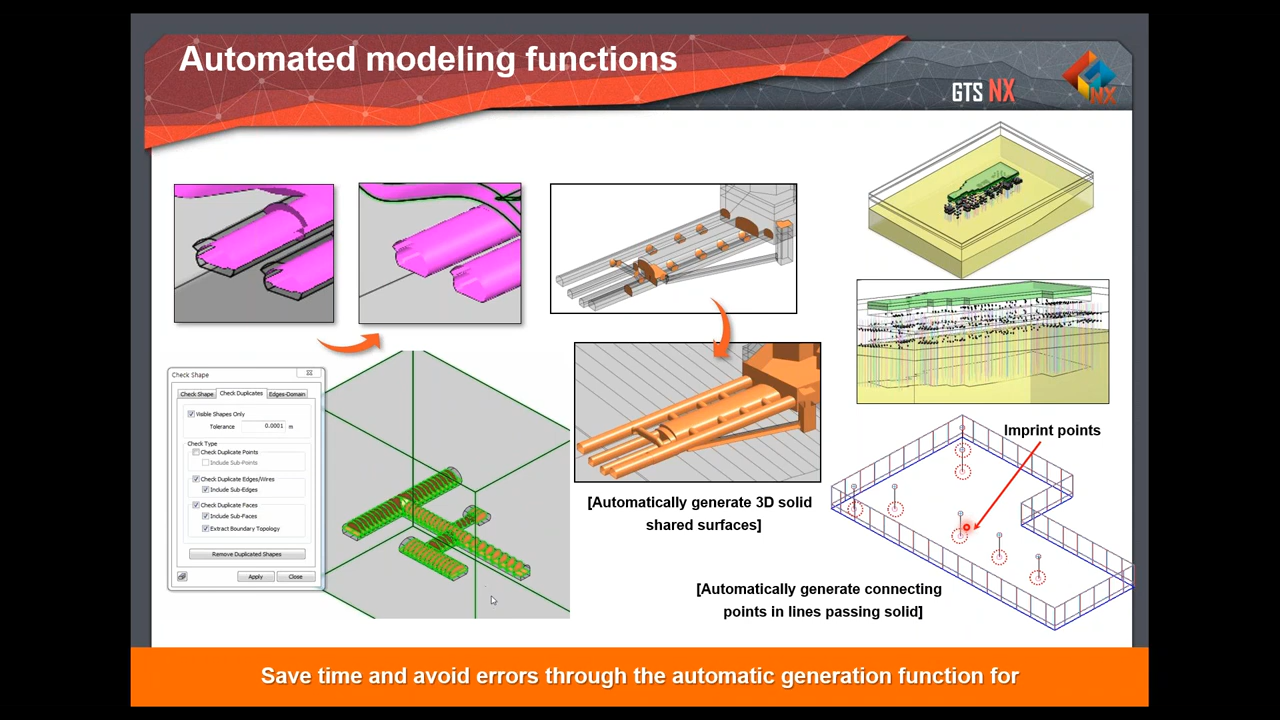 Automated modeling functions
GTS NX
NX
Check Shape
Check Shape
Check Duplicates
Edges-Domain
Visible Shapes Only
Tolerance
0.0001
m
Check Type
Check Duplicate Points
Include Sub-Points
Check Duplicate Edges/Wires
Include Sub-Edges
Check Duplicate Faces
Include Sub-Faces
Extract Boundary Topology
Remove Duplicated Shapes
Apply
Close
[Automatically generate 3D solid
shared surfaces]
Imprint points
[Automatically generate connecting
points in lines passing solid]
Save time and avoid errors through the automatic generation function for